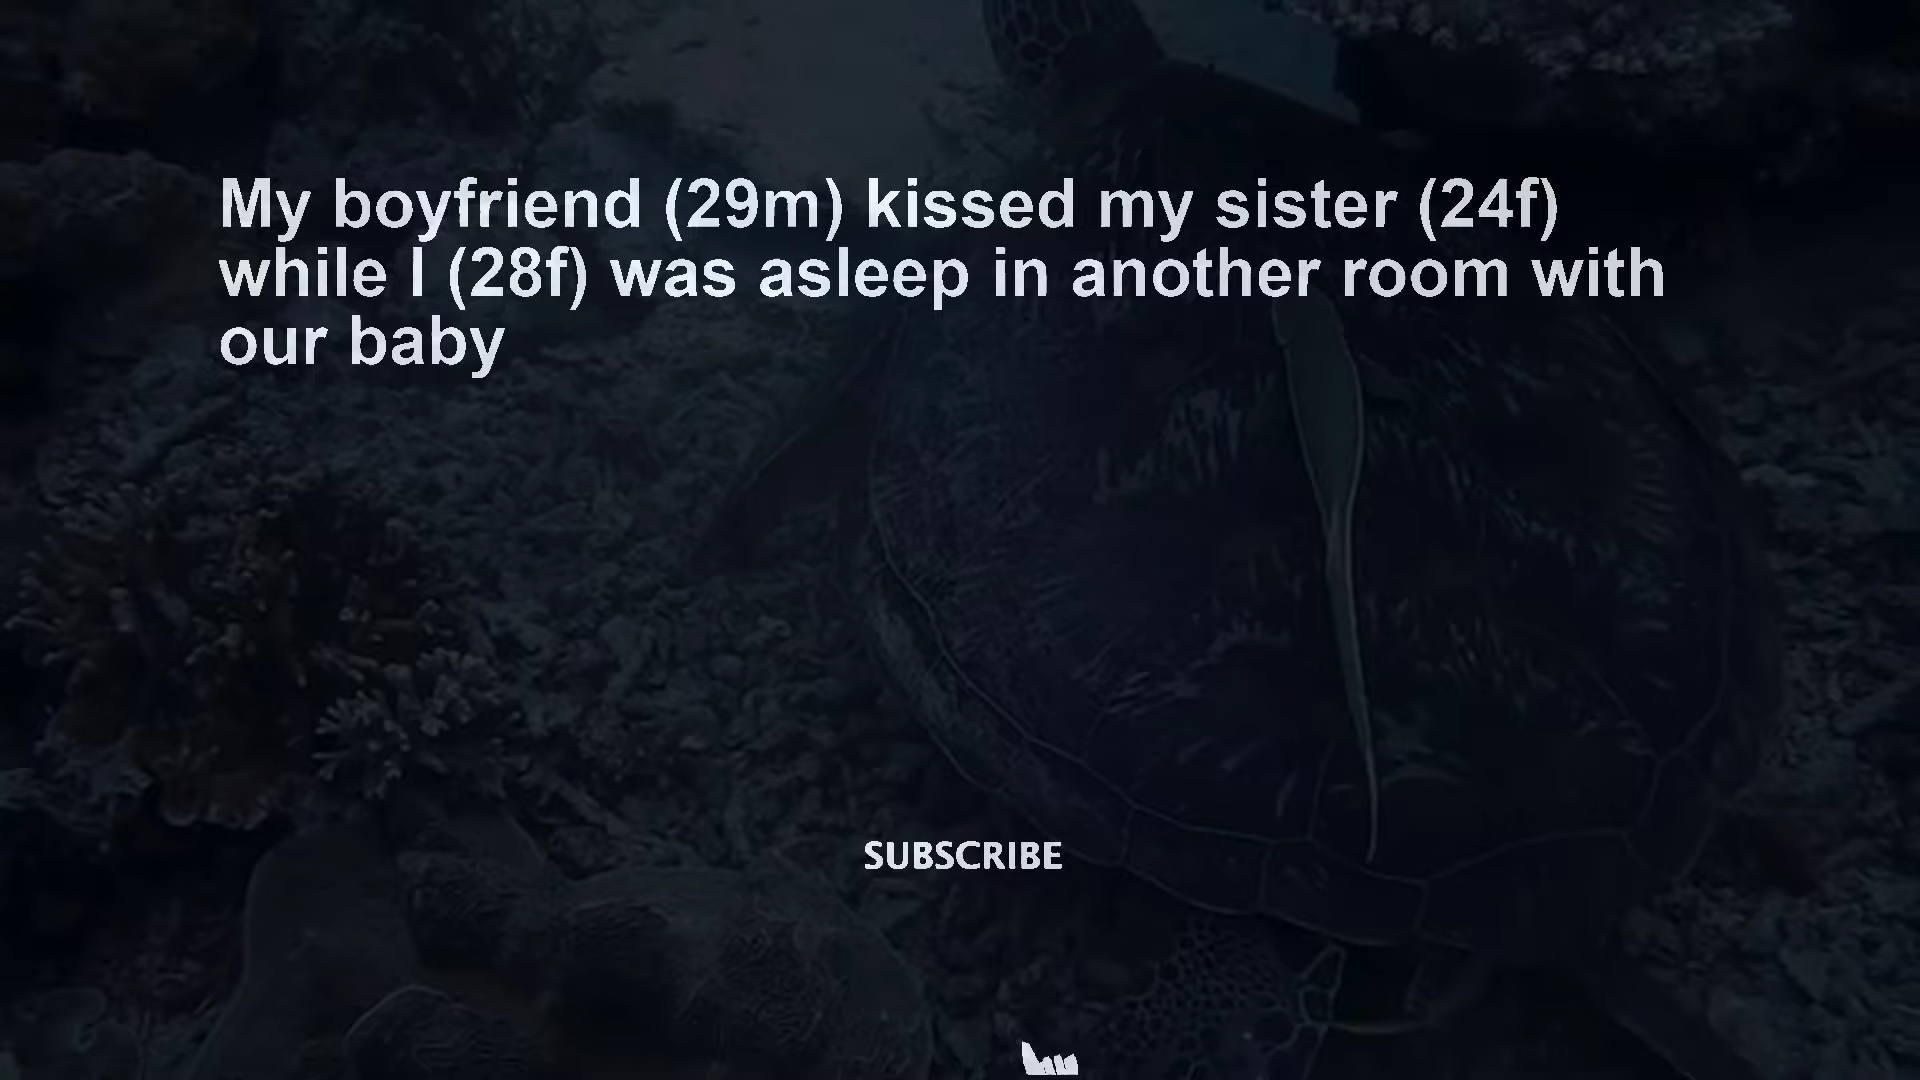 My boyfriend (29m) kissed my sister (24f)
while I (28f) was asleep in another room with
our baby
SUBSCRIBE